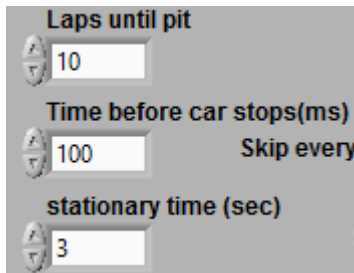 Laps until pit
10
Time before car stops(ms)
100 Skip every
stationary time (sec)
3